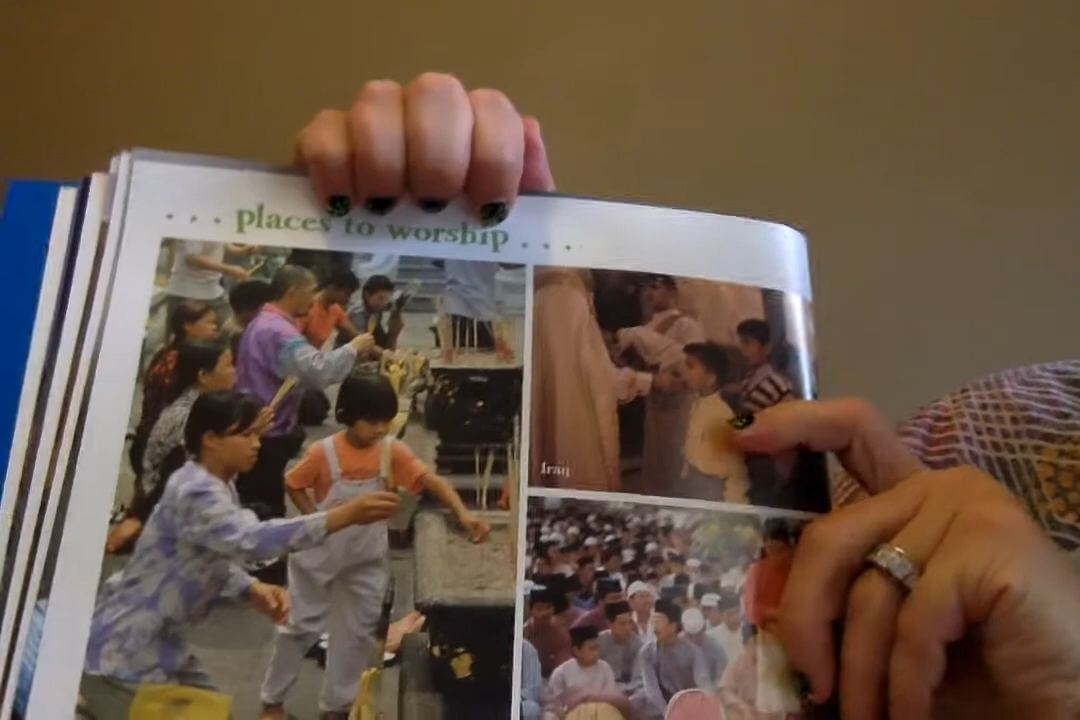 . . . places to worship . . .
Iraq